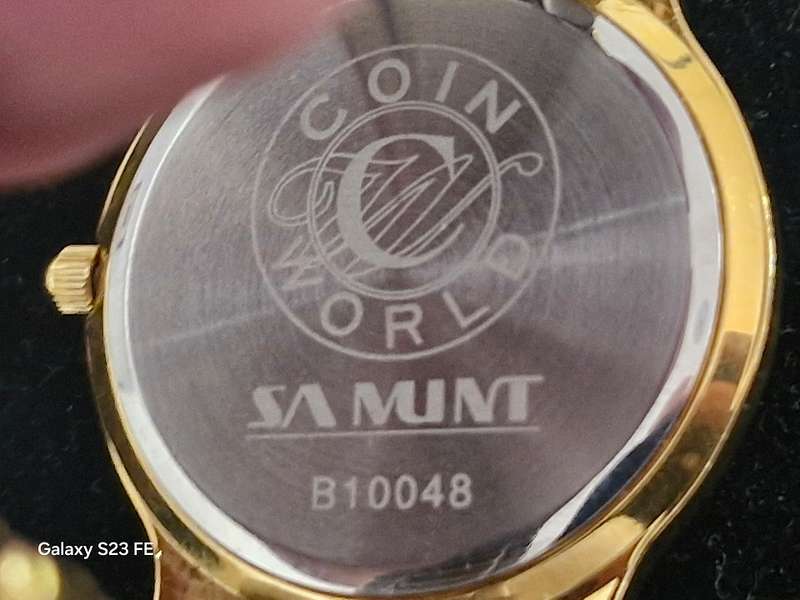 COIN
C
WORLD
SA MINT
B10048
Galaxy S23 FE